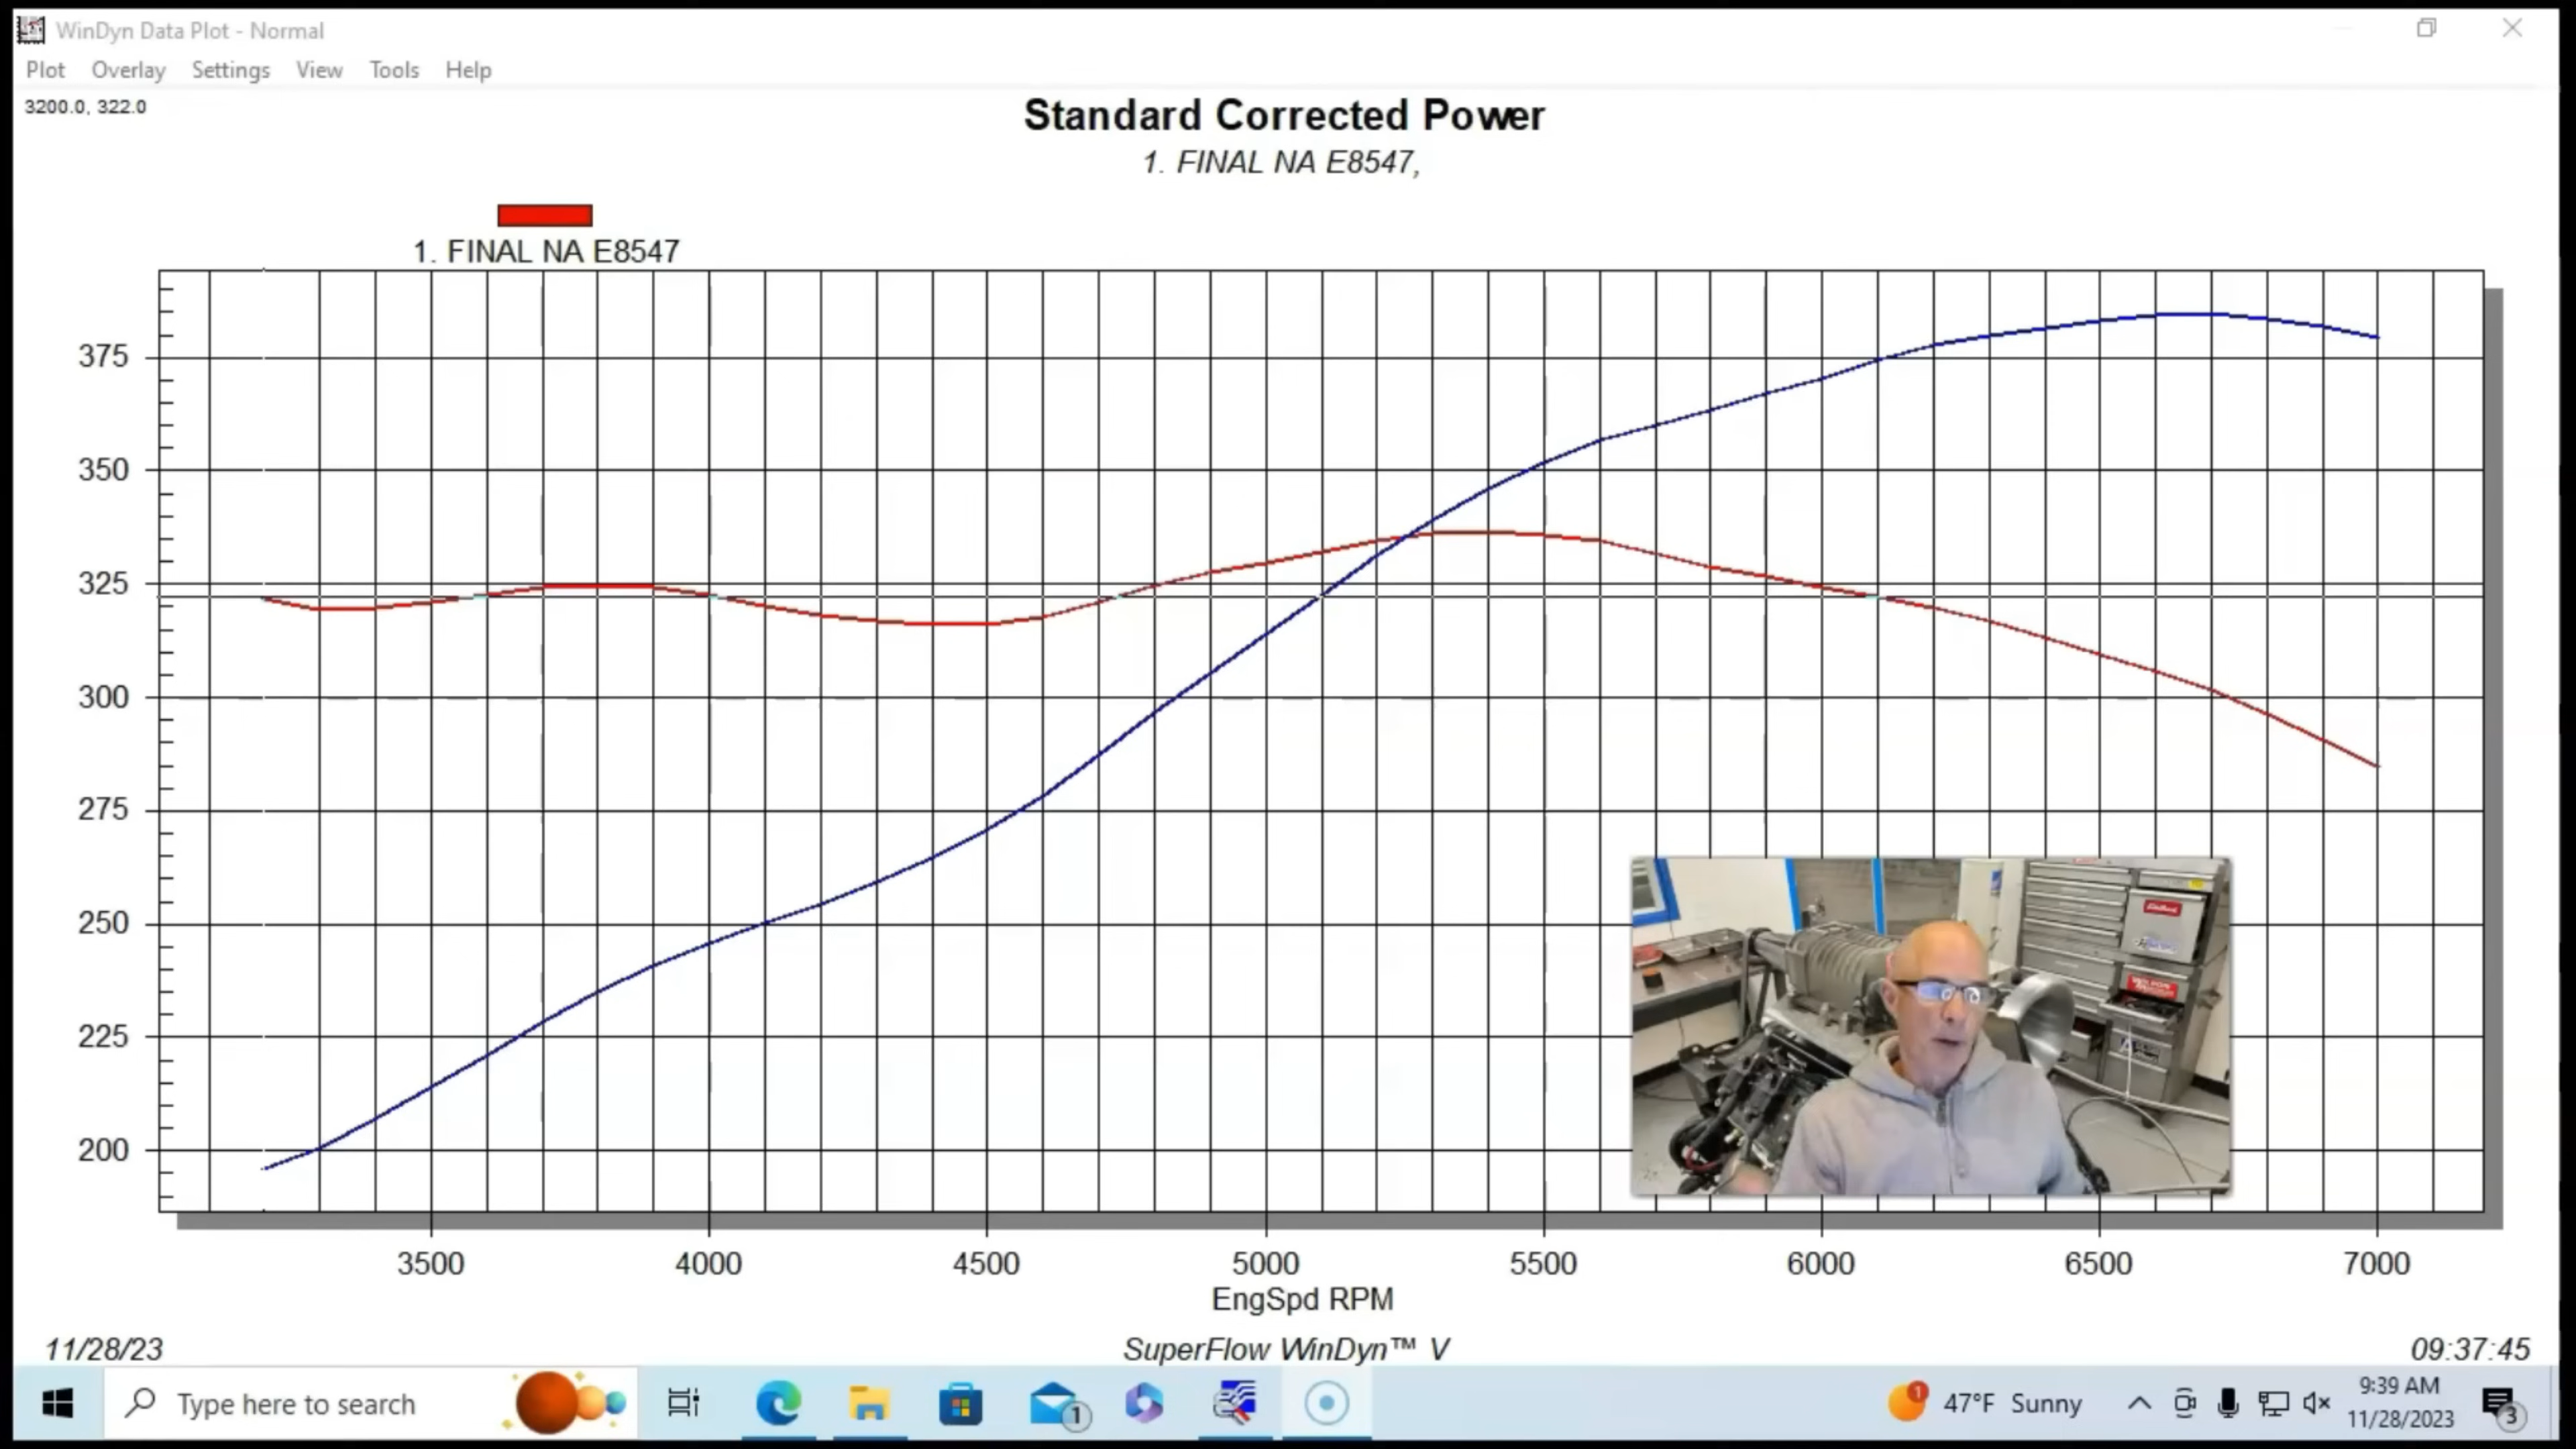 WinDyn Data Plot - Normal
Plot Overlay Settings View Tools Help
3200.0, 322.0
Standard Corrected Power
1. FINAL NA E8547,
1. FINAL NA E8547
375
350
325
300
275
250
225
200
3500 4000 4500 5000 5500 6000 6500 7000
EngSpd RPM
11/28/23 SuperFlow WinDyn™ V 09:37:45
Type here to search
1
1
47°F Sunny
9:39 AM
11/28/2023
3